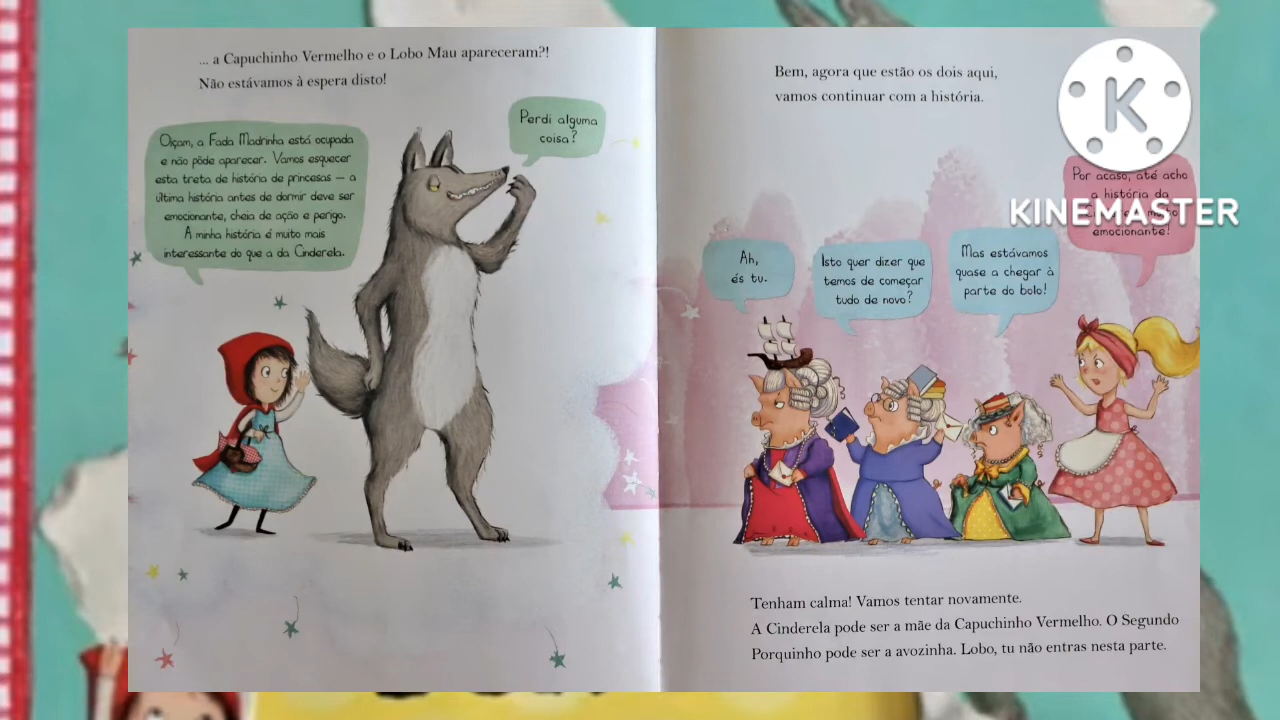 ... a Capuchinho Vermelho e o Lobo Mau apareceram?!
Não estávamos à espera disto!
Oiçam, a Fada Madrinha está ocupada
e não pôde aparecer. Vamos esquecer
esta treta de história de princesas – a
última história antes de dormir deve ser
emocionante, cheia de ação e perigo.
A minha história é muito mais
interessante do que a da Cinderela.
Perdi alguma
coisa?
Bem, agora que estão os dois aqui,
vamos continuar com a história.
Ah,
és tu.
Isto quer dizer que
temos de começar
tudo de novo?
Mas estávamos
quase a chegar à
parte do bolo!
Por acaso, até acho
a história da
emocionante!
K
KINEMASTER
Tenham calma! Vamos tentar novamente.
A Cinderela pode ser a mãe da Capuchinho Vermelho. O Segundo
Porquinho pode ser a avozinha. Lobo, tu não entras nesta parte.